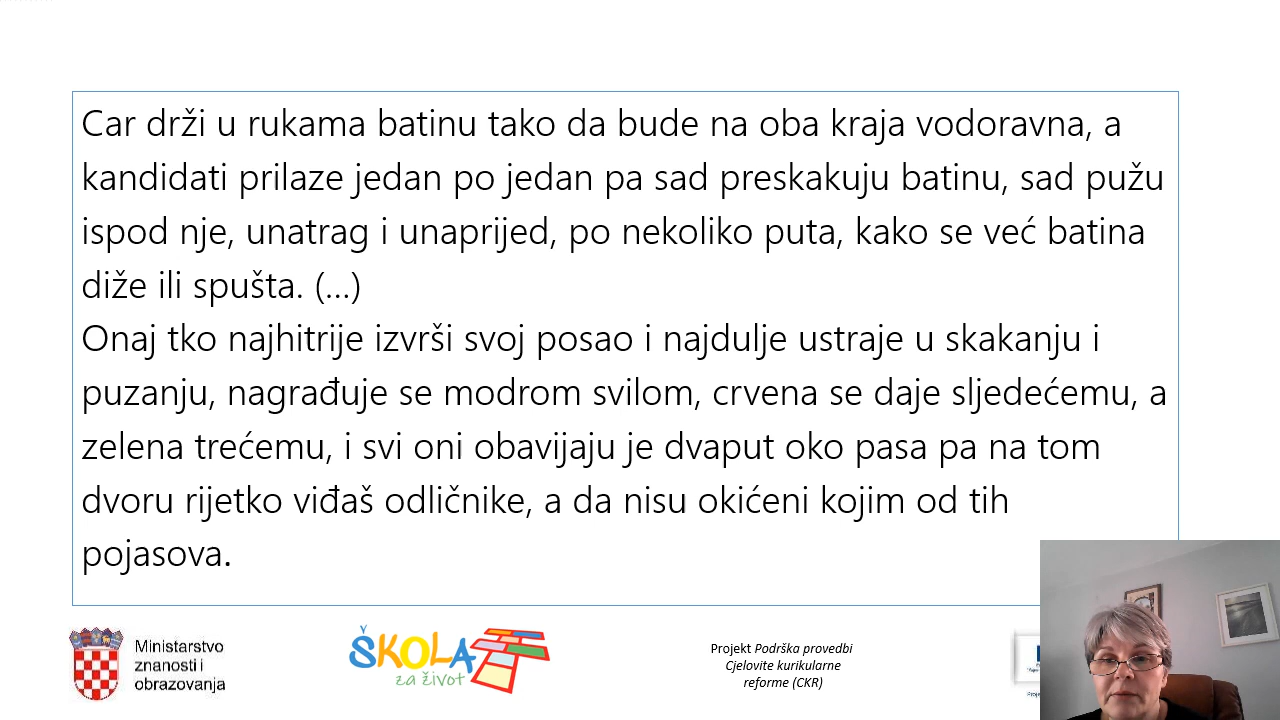 Car drži u rukama batinu tako da bude na oba kraja vodoravna, a
kandidati prilaze jedan po jedan pa sad preskakuju batinu, sad pužu
ispod nje, unatrag i unaprijed, po nekoliko puta, kako se već batina
diže ili spušta. (...)
Onaj tko najhitrije izvrši svoj posao i najdulje ustraje u skakanju i
puzanju, nagrađuje se modrom svilom, crvena se daje sljedećemu, a
zelena trećemu, i svi oni obavijaju je dvaput oko pasa pa na tom
dvoru rijetko viđaš odličnike, a da nisu okićeni kojim od tih
pojasova.
Ministarstvo
znanosti i
obrazovanja
ŠKOLA
za život
Projekt Podrška provedbi
Cjelovite kurikularne
reforme (CKR)